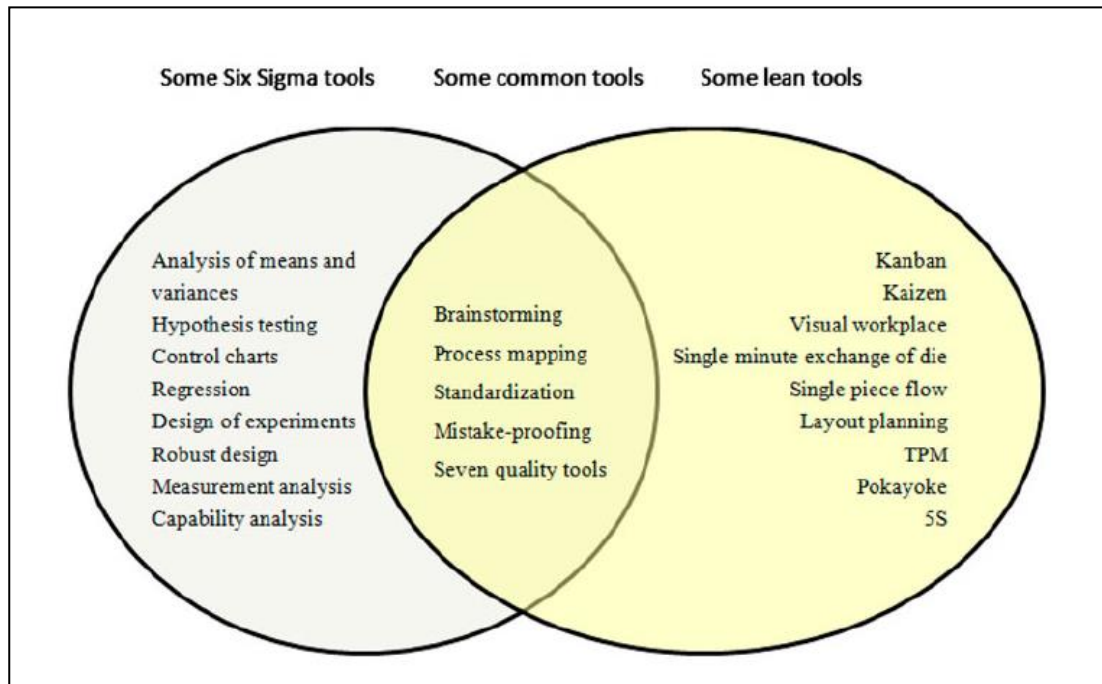 Some Six Sigma tools
Some common tools
Some lean tools
Analysis of means and
variances
Hypothesis testing
Control charts
Regression
Design of experiments
Robust design
Measurement analysis
Capability analysis
Brainstorming
Process mapping
Standardization
Mistake-proofing
Seven quality tools
Kanban
Kaizen
Visual workplace
Single minute exchange of die
Single piece flow
Layout planning
TPM
Pokayoke
5S